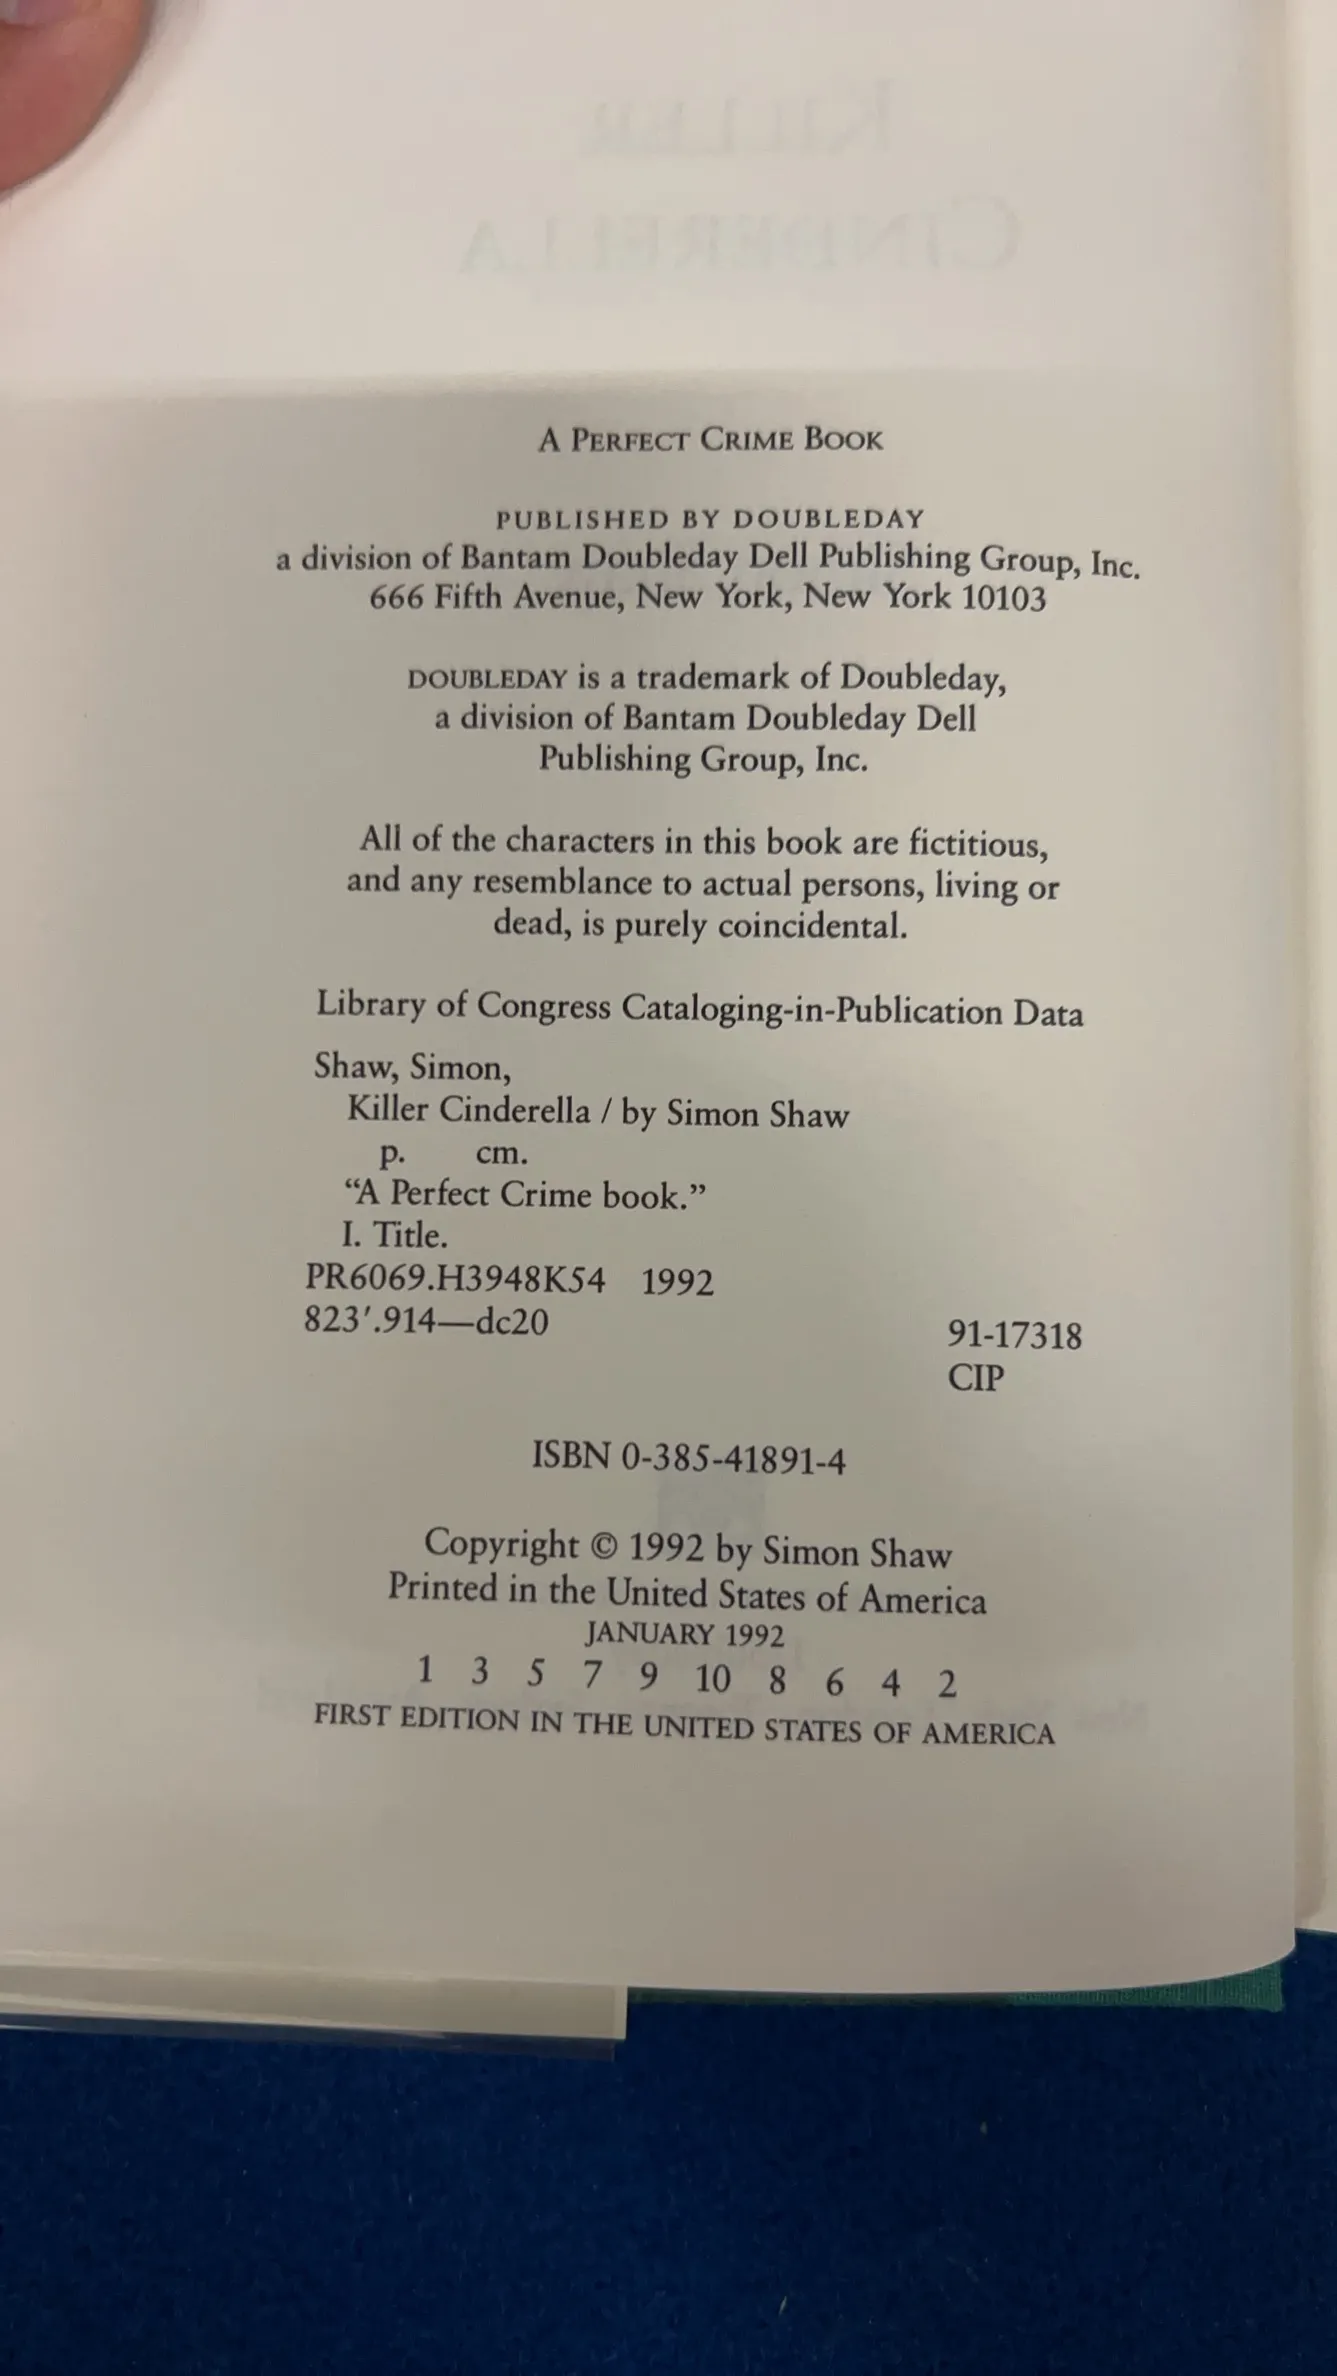 A PERFECT CRIME BOOK
PUBLISHED BY DOUBLEDAY
a division of Bantam Doubleday Dell Publishing Group, Inc.
666 Fifth Avenue, New York, New York 10103
DOUBLEDAY is a trademark of Doubleday,
a division of Bantam Doubleday Dell
Publishing Group, Inc.
All of the characters in this book are fictitious,
and any resemblance to actual persons, living or
dead, is purely coincidental.
Library of Congress Cataloging-in-Publication Data
Shaw, Simon,
Killer Cinderella / by Simon Shaw
p. cm.
“A Perfect Crime book.”
I. Title.
PR6069.H3948K54 1992
823′.914—dc20
91-17318
CIP
ISBN 0-385-41891-4
Copyright © 1992 by Simon Shaw
Printed in the United States of America
JANUARY 1992
1 3 5 7 9 10 8 6 4 2
FIRST EDITION IN THE UNITED STATES OF AMERICA